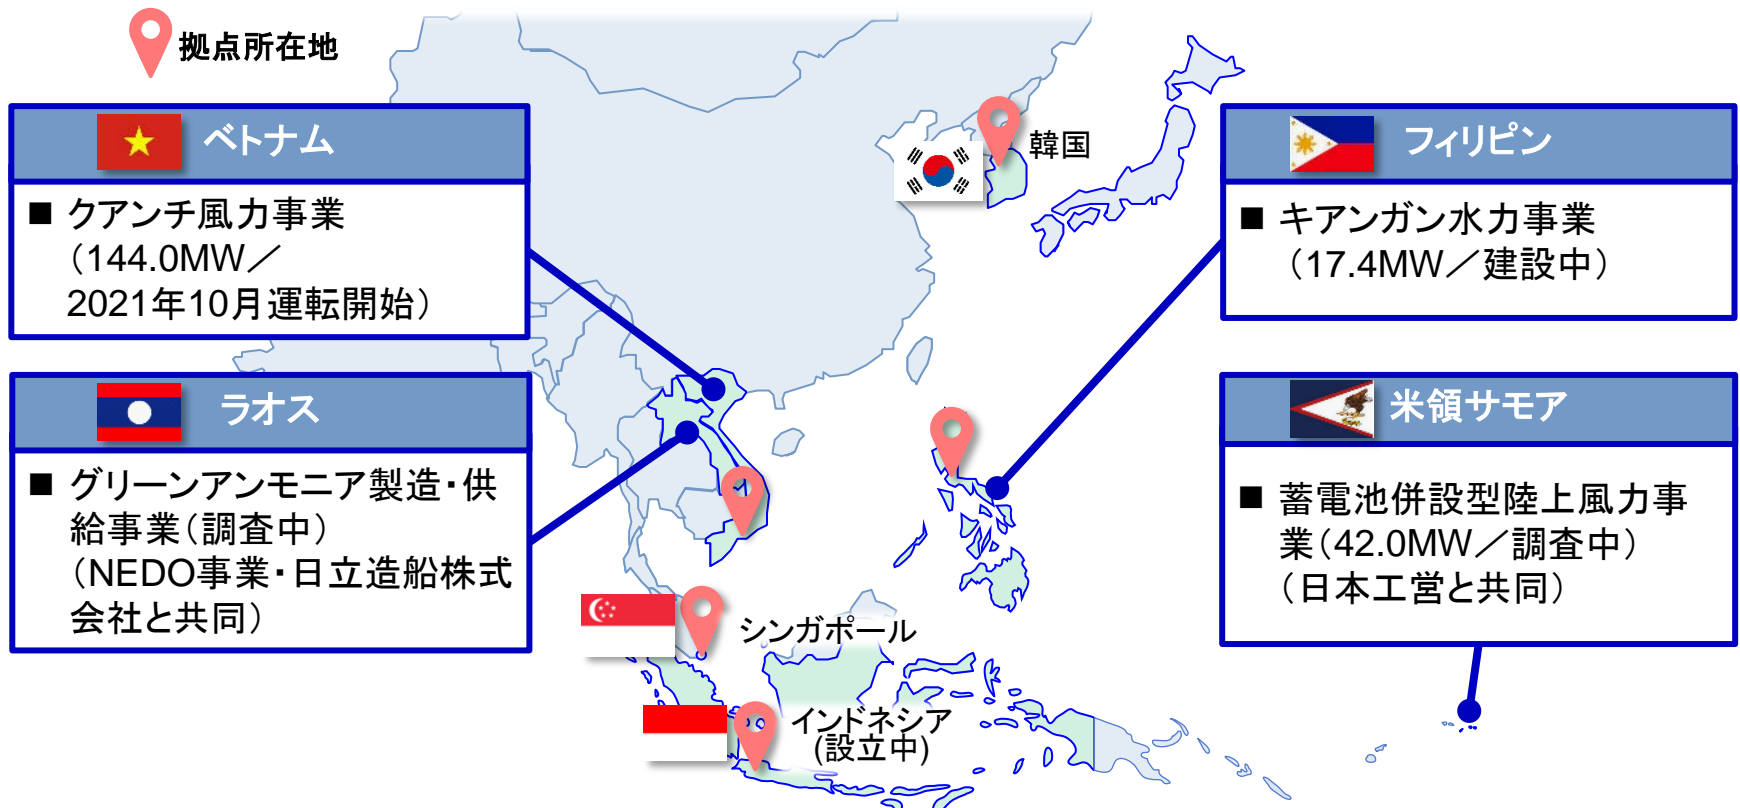 拠点所在地
ベトナム
■ クアンチ風力事業
（144.0MW／
2021年10月運転開始）
ラオス
■ グリーンアンモニア製造・供
給事業（調査中）
（NEDO事業・日立造船株式
会社と共同）
韓国
シンガポール
インドネシア
(設立中)
フィリピン
■ キアンガン水力事業
（17.4MW／建設中）
米領サモア
■ 蓄電池併設型陸上風力事
業（42.0MW／調査中）
（日本工営と共同）